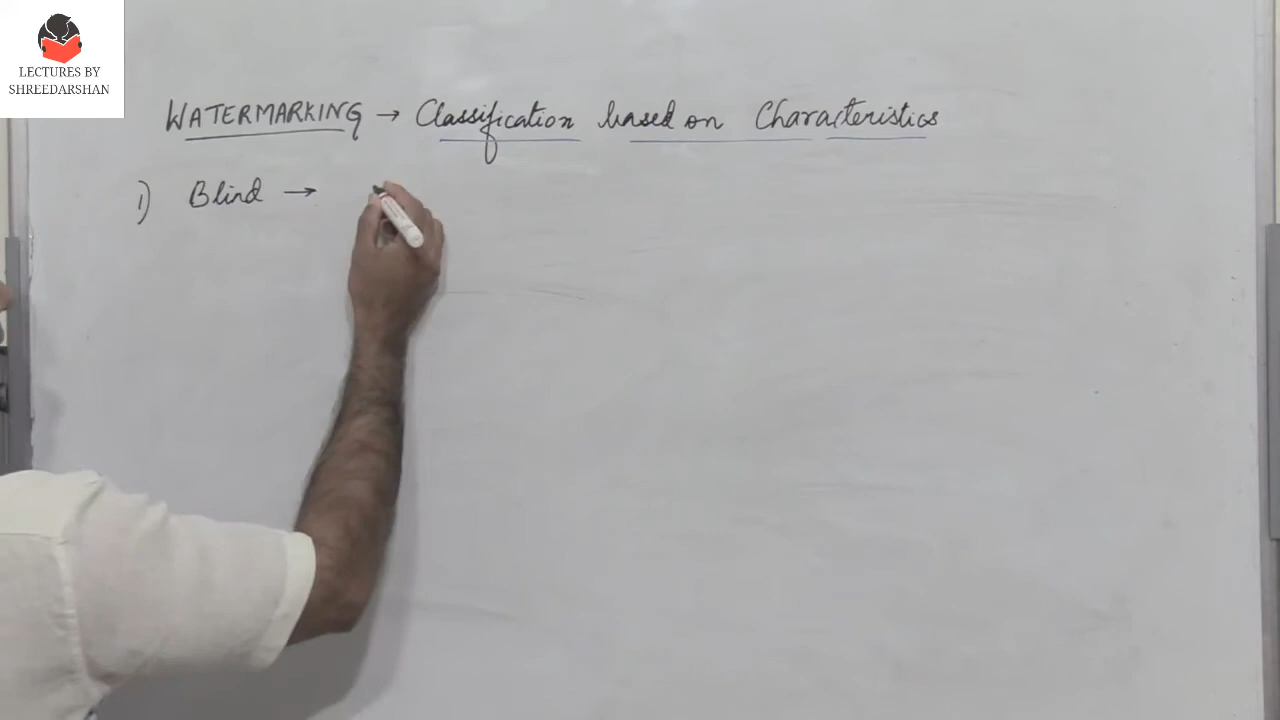 LECTURES BY
SHREEDARSHAN
WATERMARKING → Classification based on Characteristics
1) Blind →